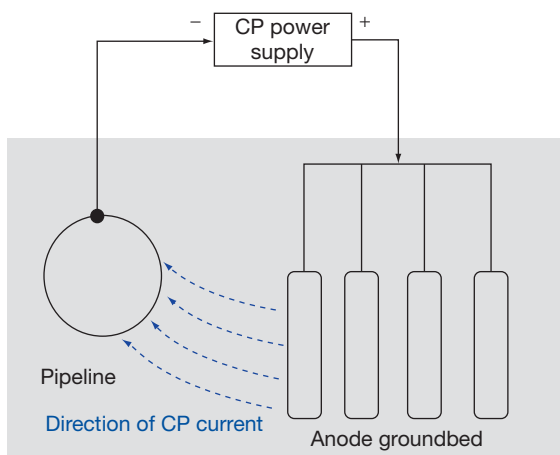 −
CP power
supply
+
Pipeline
Direction of CP current
Anode groundbed